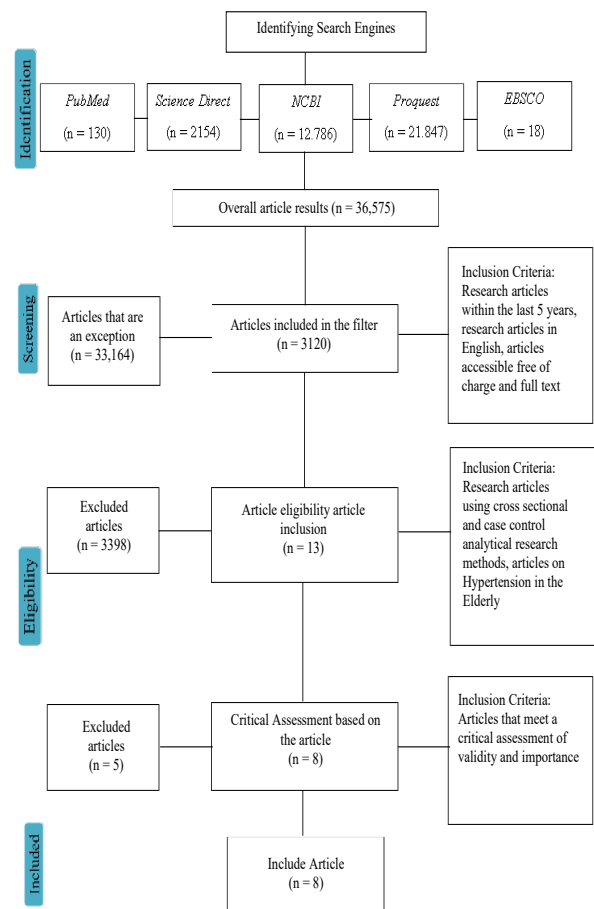 Identifying Search Engines
Identification
PubMed
(n = 130)
Science Direct
(n = 2154)
NCBI
(n = 12.786)
Proquest
(n = 21.847)
EBSCO
(n = 18)
Overall article results (n = 36,575)
Screening
Articles that are
an exception
(n = 33,164)
Articles included in the filter
(n = 3120)
Inclusion Criteria:
Research articles
within the last 5 years,
research articles in
English, articles
accessible free of
charge and full text
Eligibility
Excluded
articles
(n = 3398)
Article eligibility article
inclusion
(n = 13)
Inclusion Criteria:
Research articles
using cross sectional
and case control
analytical research
methods, articles on
Hypertension in the
Elderly
Excluded
articles
(n = 5)
Critical Assessment based on
the article
(n = 8)
Inclusion Criteria:
Articles that meet a
critical assessment of
validity and importance
Included
Include Article
(n = 8)